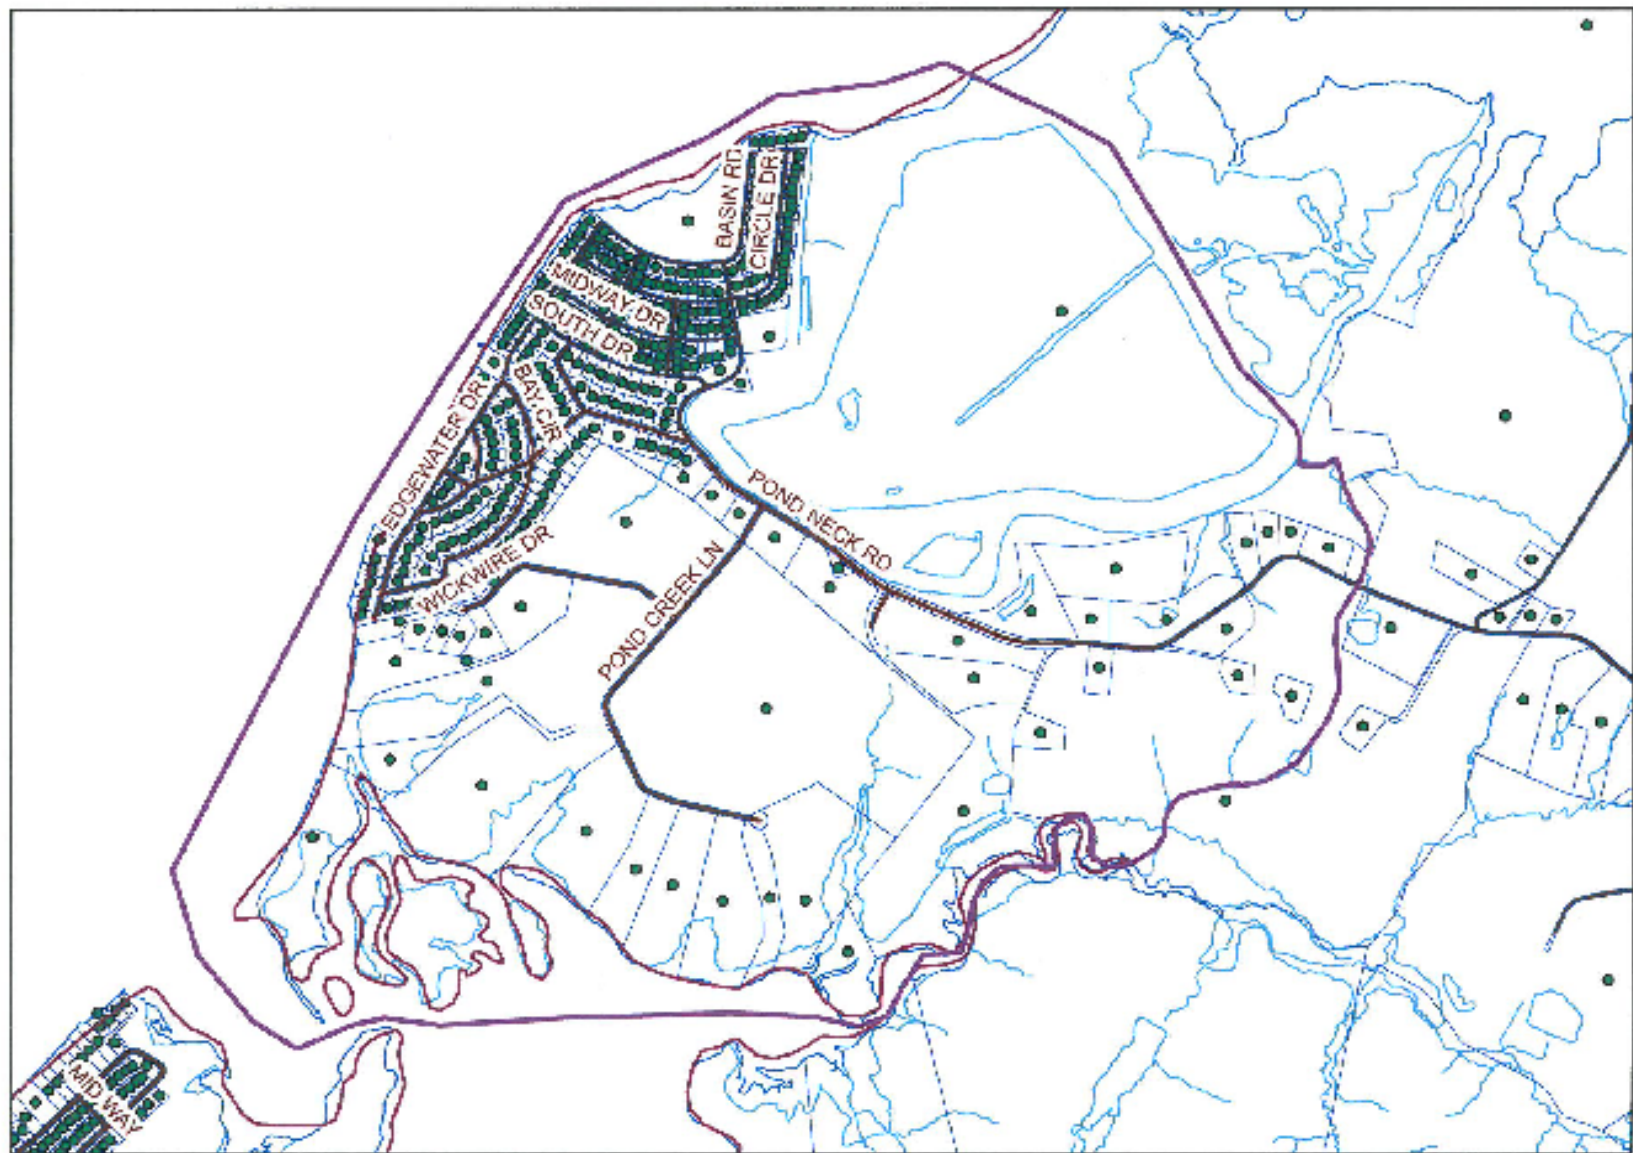 BASIN RD
CIRCLE DR
MIDWAY DR
SOUTH DR
BAY CIR
EDGEWATER DR
POND NECK RD
WICKWIRE DR
POND CREEK LN
MID WAY